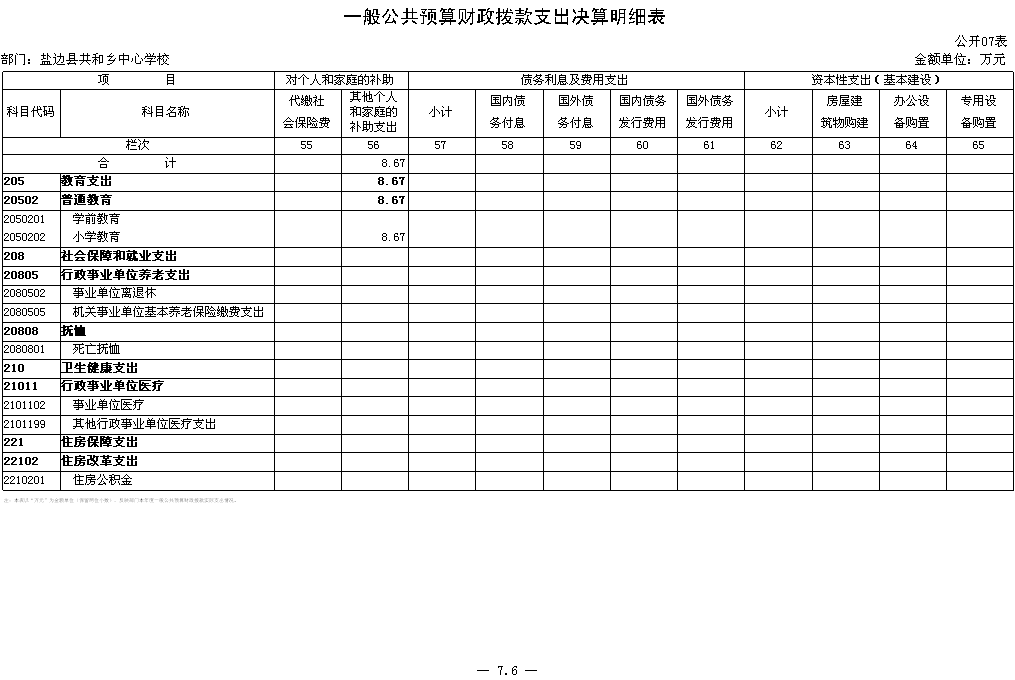 一般公共预算财政拨款支出决算明细表
公开07表
部门：盐边县共和乡中心学校 金额单位：万元
项 目 对个人和家庭的补助 债务利息及费用支出 资本性支出（基本建设）
科目代码 科目名称 代缴社会保险费 其他个人和家庭的补助支出 小计 国内债务付息 国外债务付息 国内债务发行费用 国外债务发行费用 小计 房屋建筑物购建 办公设备购置 专用设备购置
栏次 55 56 57 58 59 60 61 62 63 64 65
合 计 8.67
205 教育支出 8.67
20502 普通教育 8.67
2050201 学前教育
2050202 小学教育 8.67
208 社会保障和就业支出
20805 行政事业单位养老支出
2080502 事业单位离退休
2080505 机关事业单位基本养老保险缴费支出
20808 抚恤
2080801 死亡抚恤
210 卫生健康支出
21011 行政事业单位医疗
2101102 事业单位医疗
2101199 其他行政事业单位医疗支出
221 住房保障支出
22102 住房改革支出
2210201 住房公积金
— 7.6 —